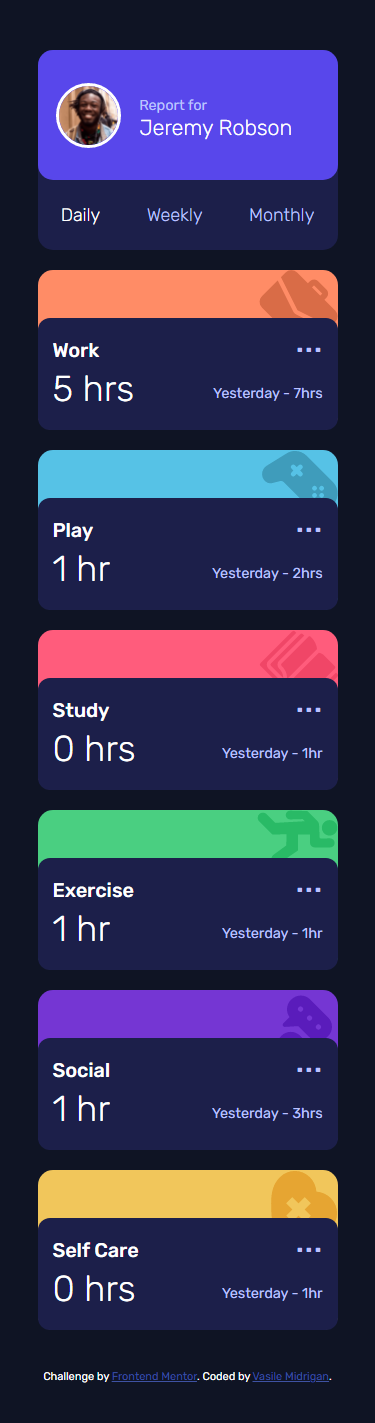 Report for
Jeremy Robson
Daily Weekly Monthly
Work
5 hrs Yesterday - 7hrs
Play
1 hr Yesterday - 2hrs
Study
0 hrs Yesterday - 1hr
Exercise
1 hr Yesterday - 1hr
Social
1 hr Yesterday - 3hrs
Self Care
0 hrs Yesterday - 1hr
Challenge by Frontend Mentor. Coded by Vasile Midrigan.